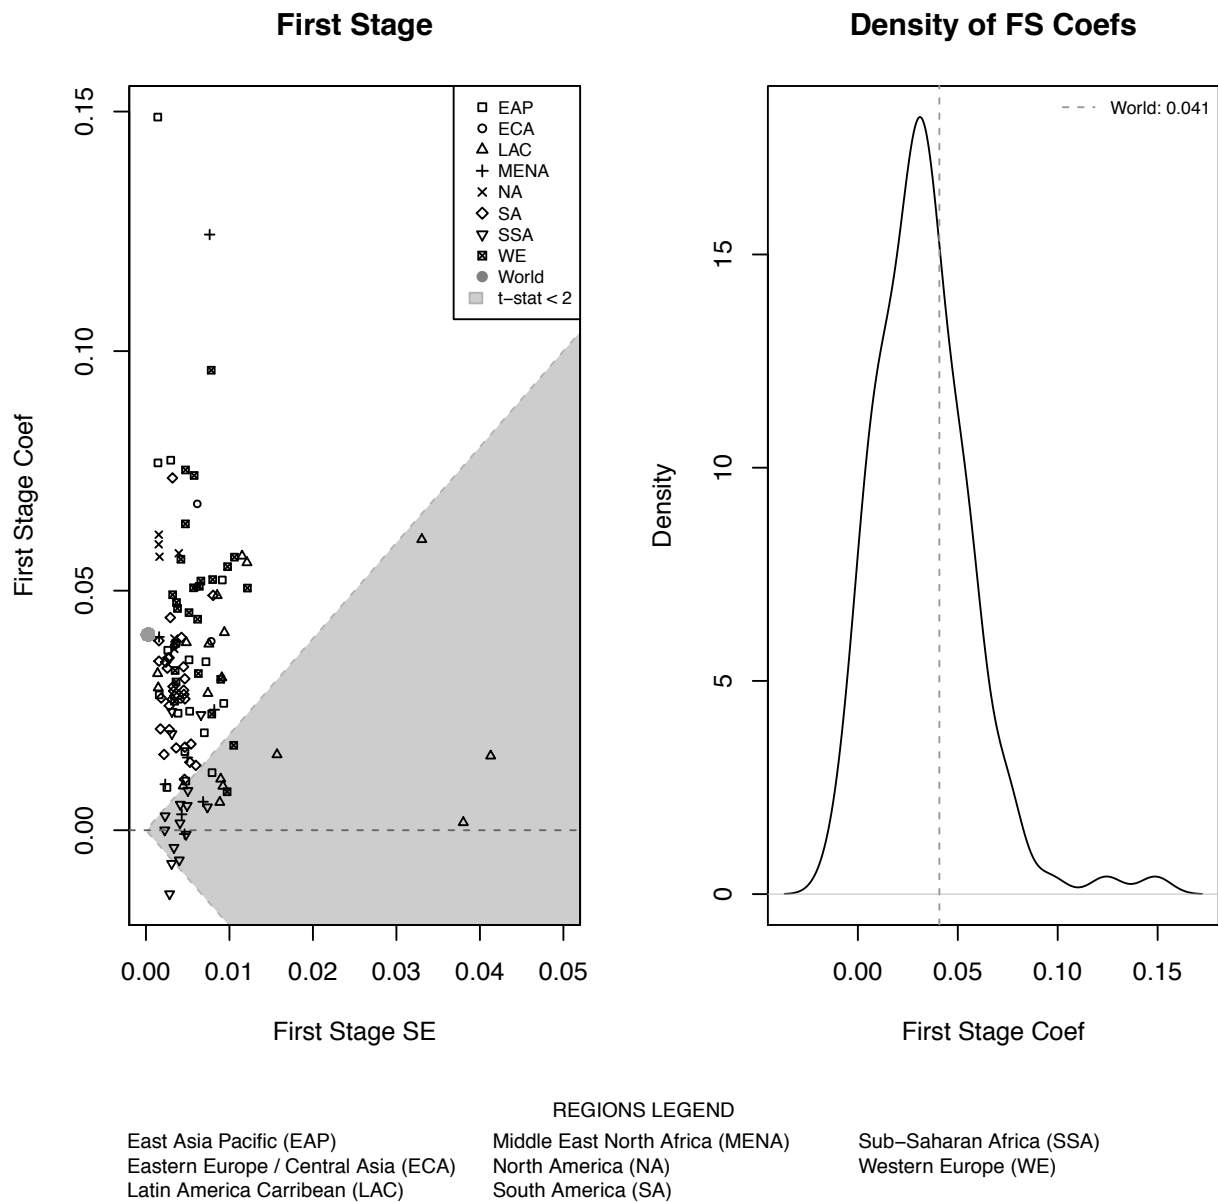 First Stage
Density of FS Coefs
0.15
0.10
0.05
0.00
First Stage Coef
EAP
ECA
LAC
MENA
NA
SA
SSA
WE
World
t−stat < 2
0.00 0.01 0.02 0.03 0.04 0.05
First Stage SE
World: 0.041
15
10
5
0
Density
0.00 0.05 0.10 0.15
First Stage Coef
REGIONS LEGEND
East Asia Pacific (EAP)
Eastern Europe / Central Asia (ECA)
Latin America Carribean (LAC)
Middle East North Africa (MENA)
North America (NA)
South America (SA)
Sub−Saharan Africa (SSA)
Western Europe (WE)